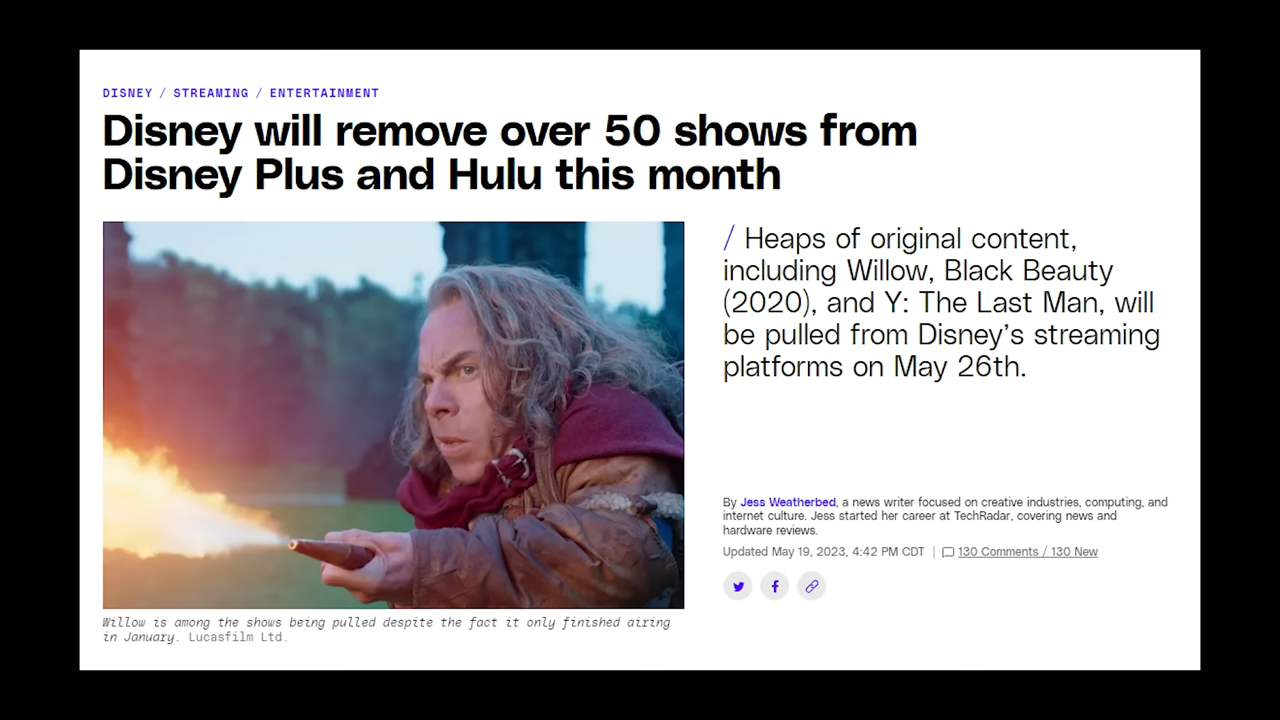 DISNEY / STREAMING / ENTERTAINMENT
Disney will remove over 50 shows from
Disney Plus and Hulu this month
/ Heaps of original content,
including Willow, Black Beauty
(2020), and Y: The Last Man, will
be pulled from Disney’s streaming
platforms on May 26th.
By Jess Weatherbed, a news writer focused on creative industries, computing, and
internet culture. Jess started her career at TechRadar, covering news and
hardware reviews.
Updated May 19, 2023, 4:42 PM CDT | 130 Comments / 130 New
Willow is among the shows being pulled despite the fact it only finished airing
in January. Lucasfilm Ltd.